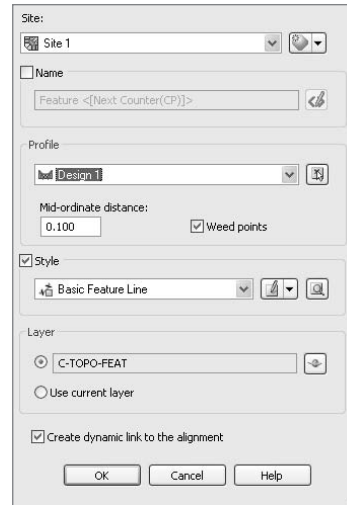 Site:
Site 1
Name
Feature <[Next Counter(CP)]>
Profile
Design 1
Mid-ordinate distance:
0.100
Weed points
Style
Basic Feature Line
Layer
C-TOPO-FEAT
Use current layer
Create dynamic link to the alignment
OK Cancel Help